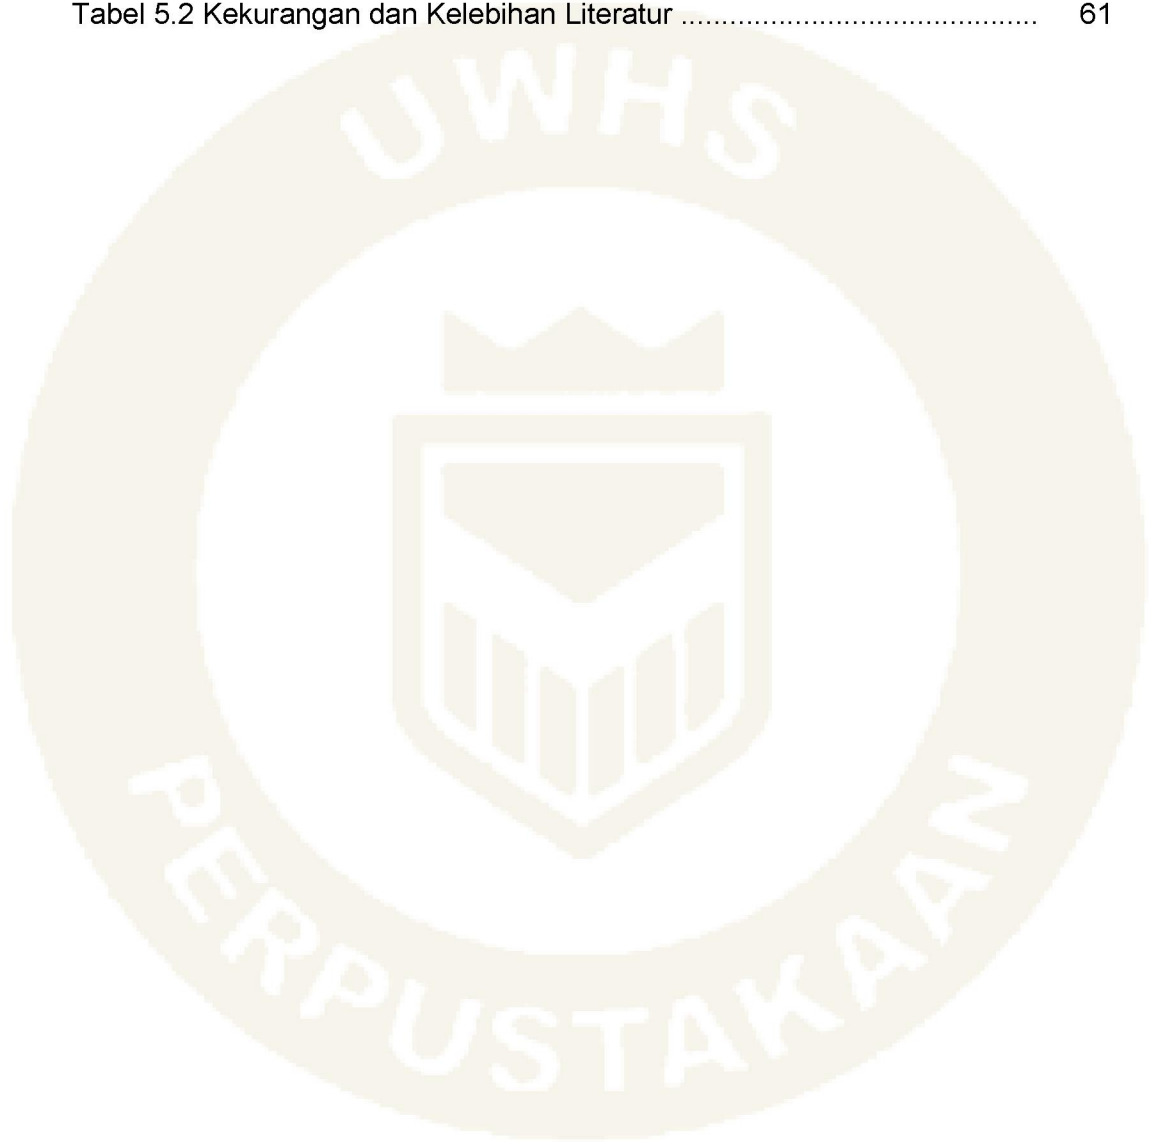 Tabel 5.2 Kekurangan dan Kelebihan Literatur ............................................ 61
UWHS
PERPUSTAKAAN